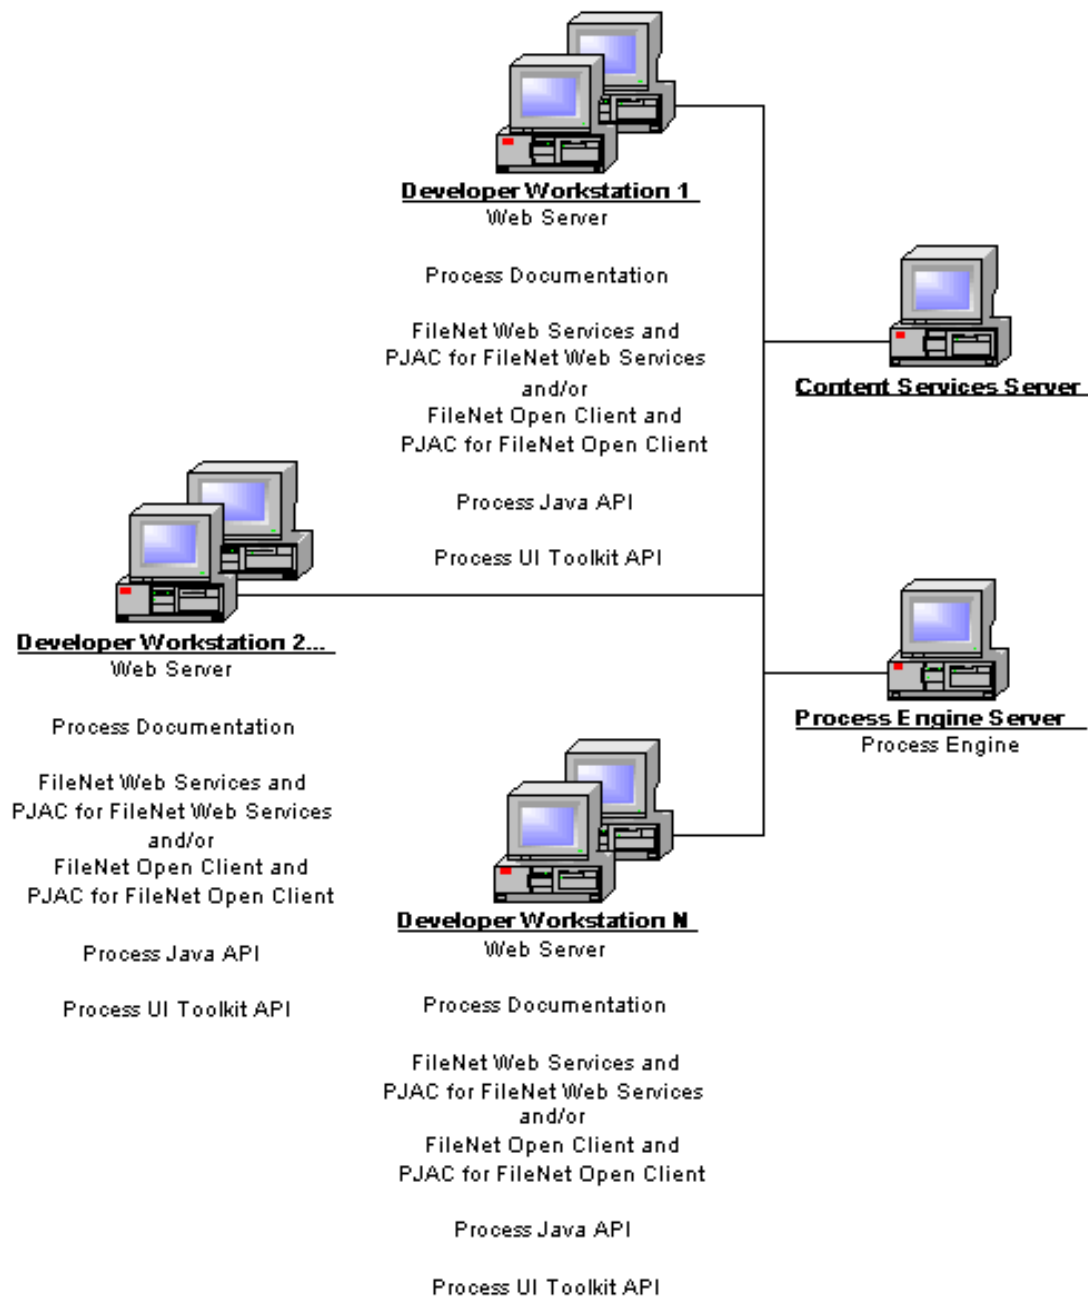 Developer Workstation 1
Web Server
Process Documentation
FileNet Web Services and
PJAC for FileNet Web Services
and/or
FileNet Open Client and
PJAC for FileNet Open Client
Process Java API
Process UI Toolkit API
Content Services Server
Developer Workstation 2...
Web Server
Process Documentation
FileNet Web Services and
PJAC for FileNet Web Services
and/or
FileNet Open Client and
PJAC for FileNet Open Client
Process Java API
Process UI Toolkit API
Process Engine Server
Process Engine
Developer Workstation N
Web Server
Process Documentation
FileNet Web Services and
PJAC for FileNet Web Services
and/or
FileNet Open Client and
PJAC for FileNet Open Client
Process Java API
Process UI Toolkit API